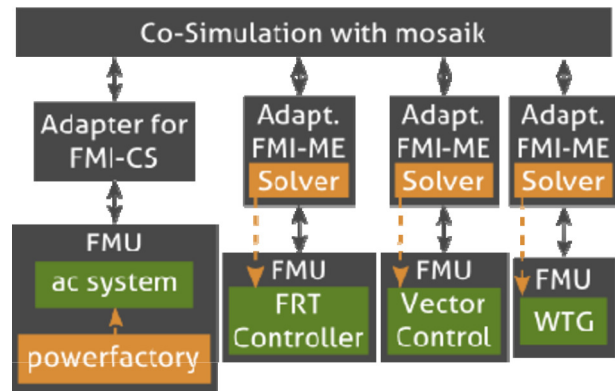 Co-Simulation with mosaik
Adapter for
FMI-CS
Adapt.
FMI-ME
Solver
Adapt.
FMI-ME
Solver
Adapt.
FMI-ME
Solver
FMU
ac system
powerfactory
FMU
FRT
Controller
FMU
Vector
Control
FMU
WTG